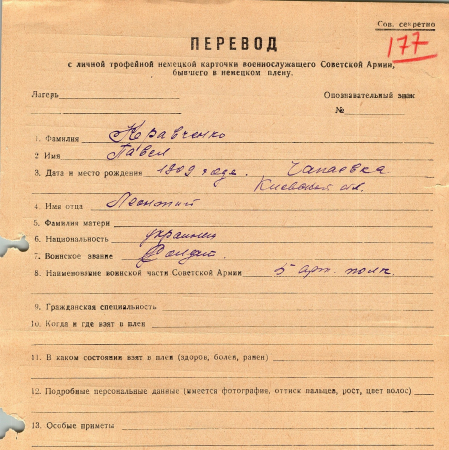 Сов. секретно
177
ПЕРЕВОД
с личной трофейной немецкой карточки военнослужащего Советской Армии,
бывшего в немецком плену.
Лагерь
Опознавательный знак
№
1. Фамилия Кравченко
2 Имя Павел
3. Дата и место рождения 1909 года. Чапаевка
Киевской обл.
4. Имя отца Леонтий
5. Фамилия матери
6. Национальность украинец
7. Воинское звание Солдат
8. Наименование воинской части Советской Армии 5 арт. полк.
9. Гражданская специальность
10. Когда и где взят в плен
11. В каком состоянии взят в плен (здоров, болен, ранен)
12. Подробные персональные данные (имеется фотография, оттиск пальцев, рост, цвет волос)
13. Особые приметы